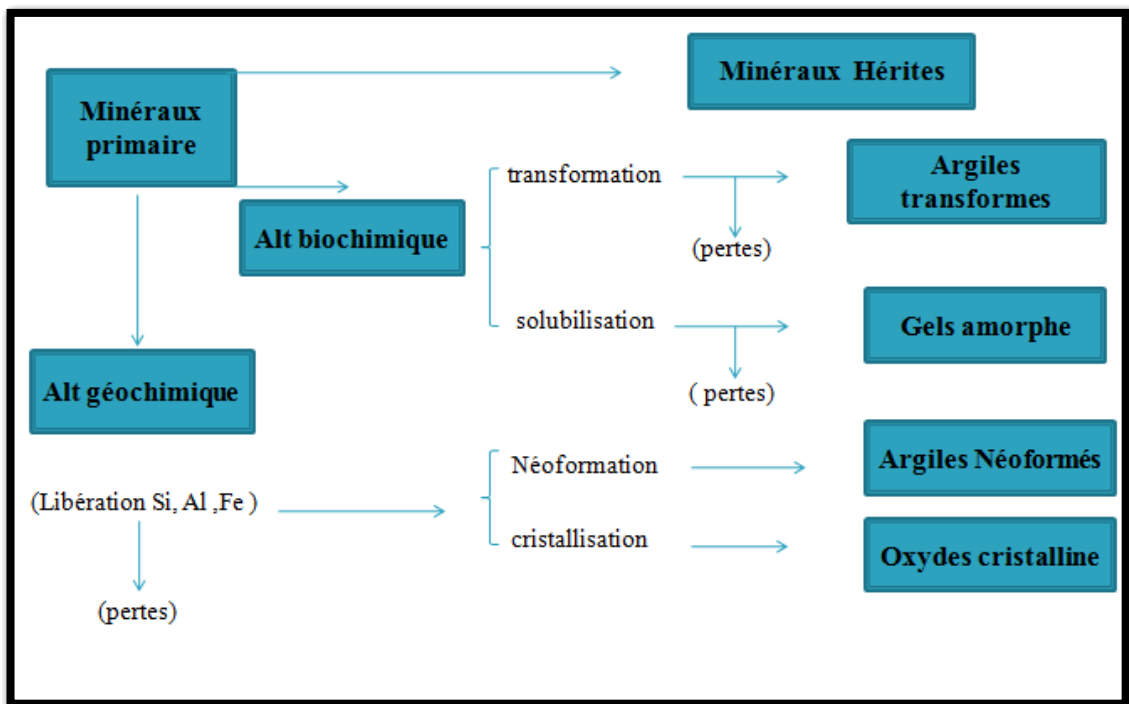 Minéraux Hérites
Minéraux
primaire
transformation
Argiles
transformes
Alt biochimique
(pertes)
solubilisation
Gels amorphe
( pertes)
Alt géochimique
Néoformation
Argiles Néoformés
(Libération Si, Al ,Fe )
cristallisation
Oxydes cristalline
(pertes)